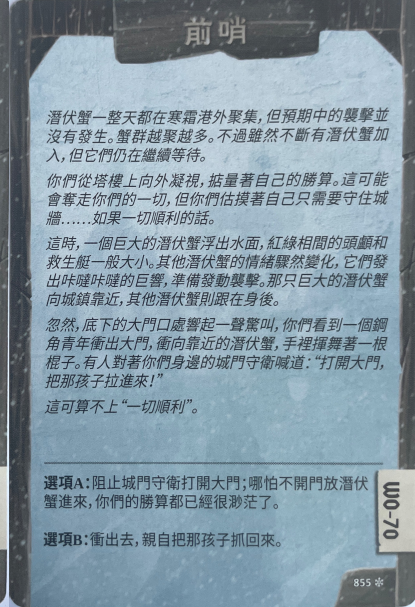 前哨
潛伏蟹一整天都在寒霜港外聚集，但預期中的襲擊並
沒有發生。蟹群越聚越多。不過雖然不斷有潛伏蟹加
入，但它們仍在繼續等待。
你們從塔樓上向外凝視，掂量著自己的勝算。這可能
會奪走你們的一切，但你們估摸著自己只需要守住城
牆……如果一切順利的話。
這時，一個巨大的潛伏蟹浮出水面，紅綠相間的頭顱和
救生艇一般大小。其他潛伏蟹的情緒驟然變化，它們發
出咔噠咔噠的巨響，準備發動襲擊。那只巨大的潛伏蟹
向城鎮靠近，其他潛伏蟹則跟在身後。
忽然，底下的大門口處響起一聲驚叫，你們看到一個鋼
角青年衝出大門，衝向靠近的潛伏蟹，手裡揮舞著一根
棍子。有人對著你們身邊的城門守衛喊道：“打開大門，
把那孩子拉進來！”
這可算不上“一切順利”。
選項A：阻止城門守衛打開大門；哪怕不開門放潛伏
蟹進來，你們的勝算都已經很渺茫了。
選項B：衝出去，親自把那孩子抓回來。
WO-70
855